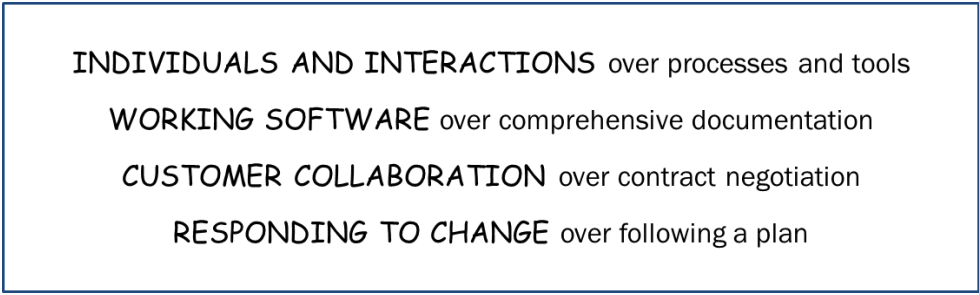 INDIVIDUALS AND INTERACTIONS over processes and tools
WORKING SOFTWARE over comprehensive documentation
CUSTOMER COLLABORATION over contract negotiation
RESPONDING TO CHANGE over following a plan